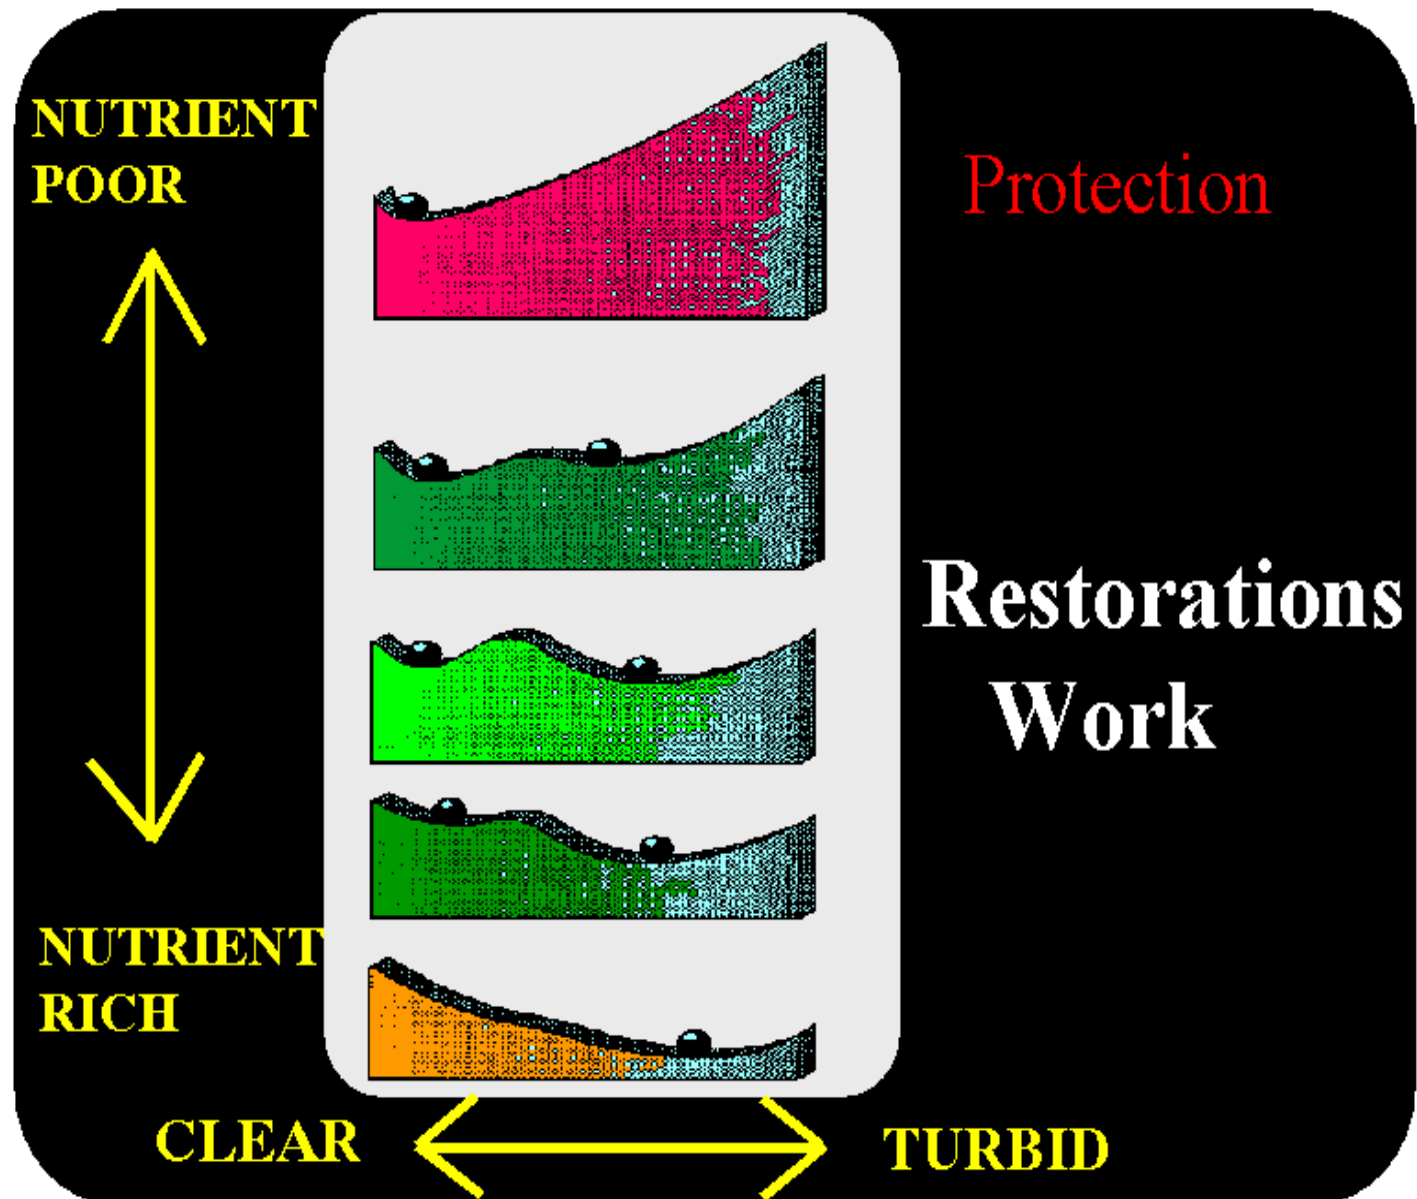 NUTRIENT
POOR
Protection
Restorations
Work
NUTRIENT
RICH
CLEAR
TURBID